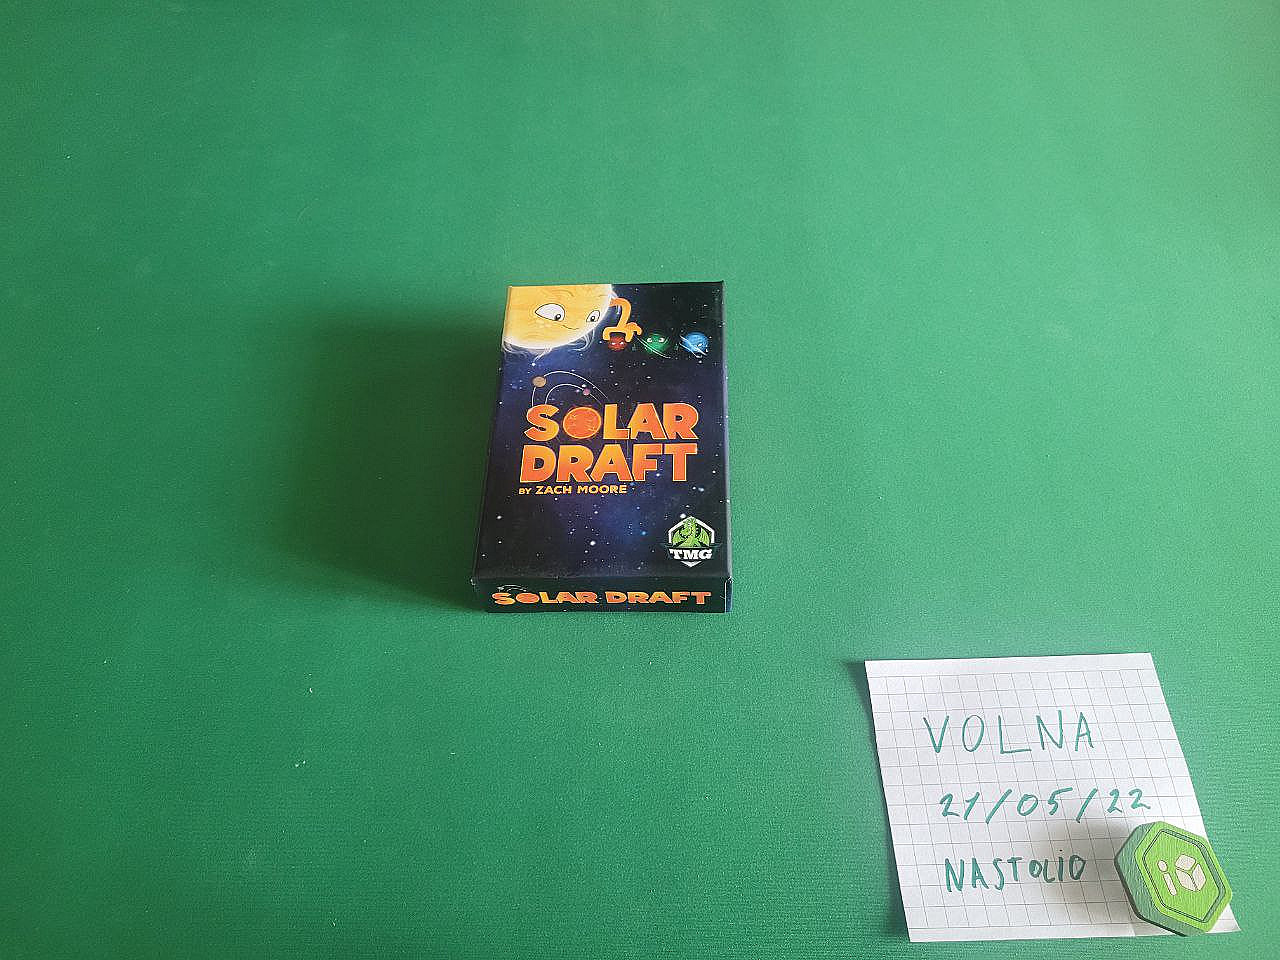 SOLAR
DRAFT
BY ZACH MOORE
TMG
SOLAR DRAFT
VOLNA
21/05/22
NASTOLIO